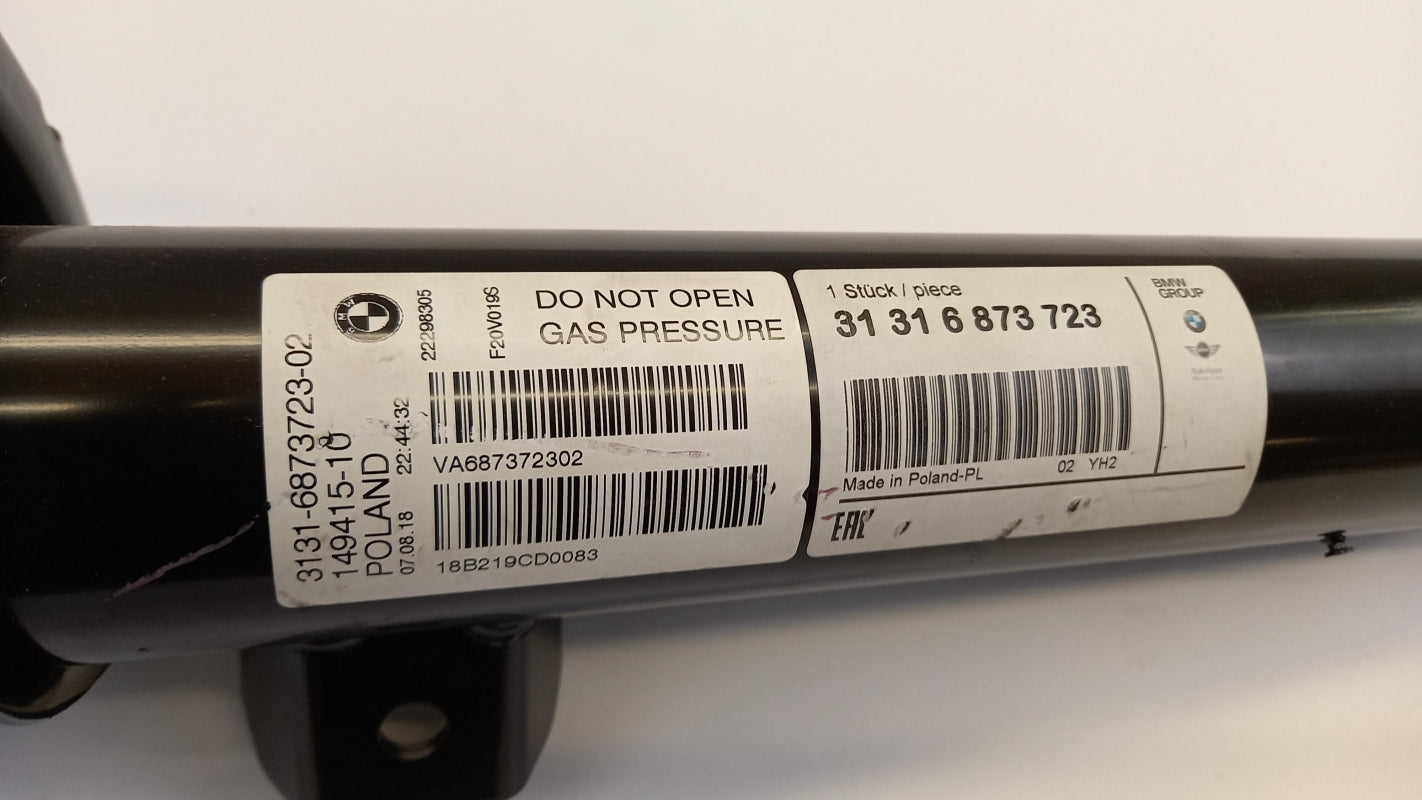 3131-6873723-02
149415-10
POLAND
07.08.18 22:44:32
BMW
22298305
F20V019S
DO NOT OPEN
GAS PRESSURE
VA687372302
18B219CD0083
1 Stück / piece
31 31 6 873 723
Made in Poland-PL
02 YH2
EAC
BMW
GROUP